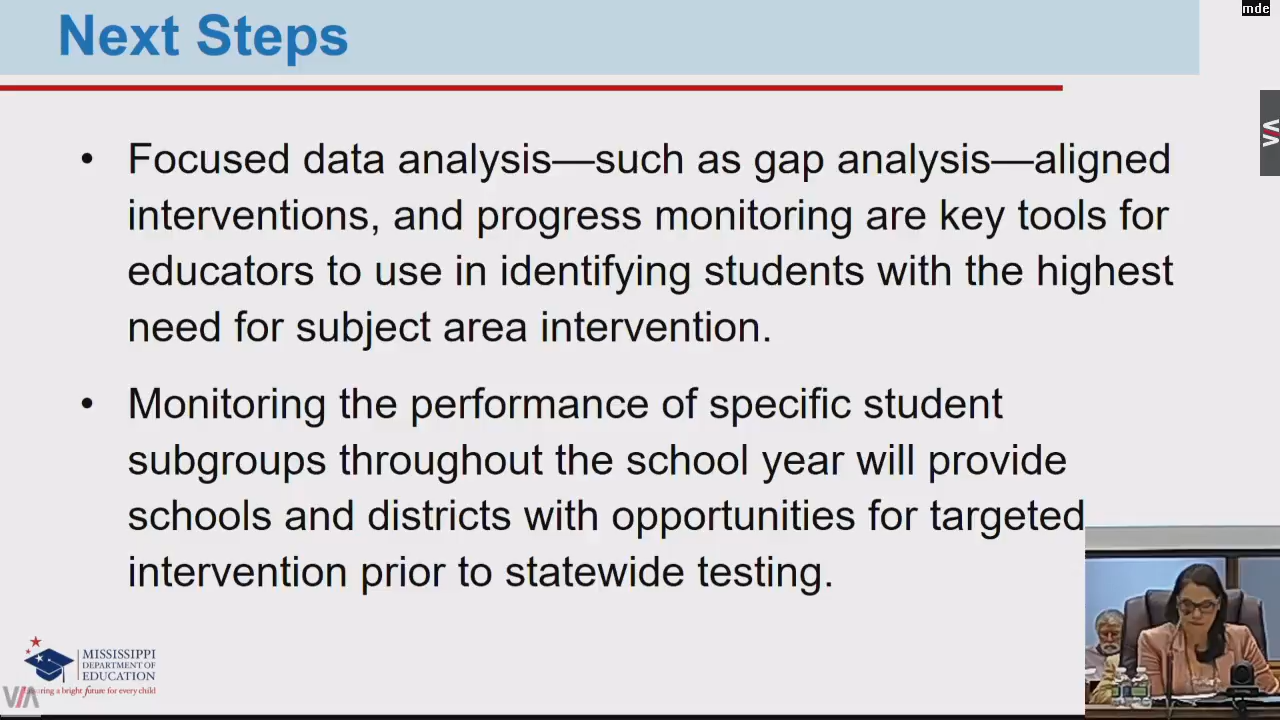 mde
Next Steps
• Focused data analysis—such as gap analysis—aligned
interventions, and progress monitoring are key tools for
educators to use in identifying students with the highest
need for subject area intervention.
• Monitoring the performance of specific student
subgroups throughout the school year will provide
schools and districts with opportunities for targeted
intervention prior to statewide testing.
MISSISSIPPI
DEPARTMENT OF
EDUCATION
a bright future for every child
VIA